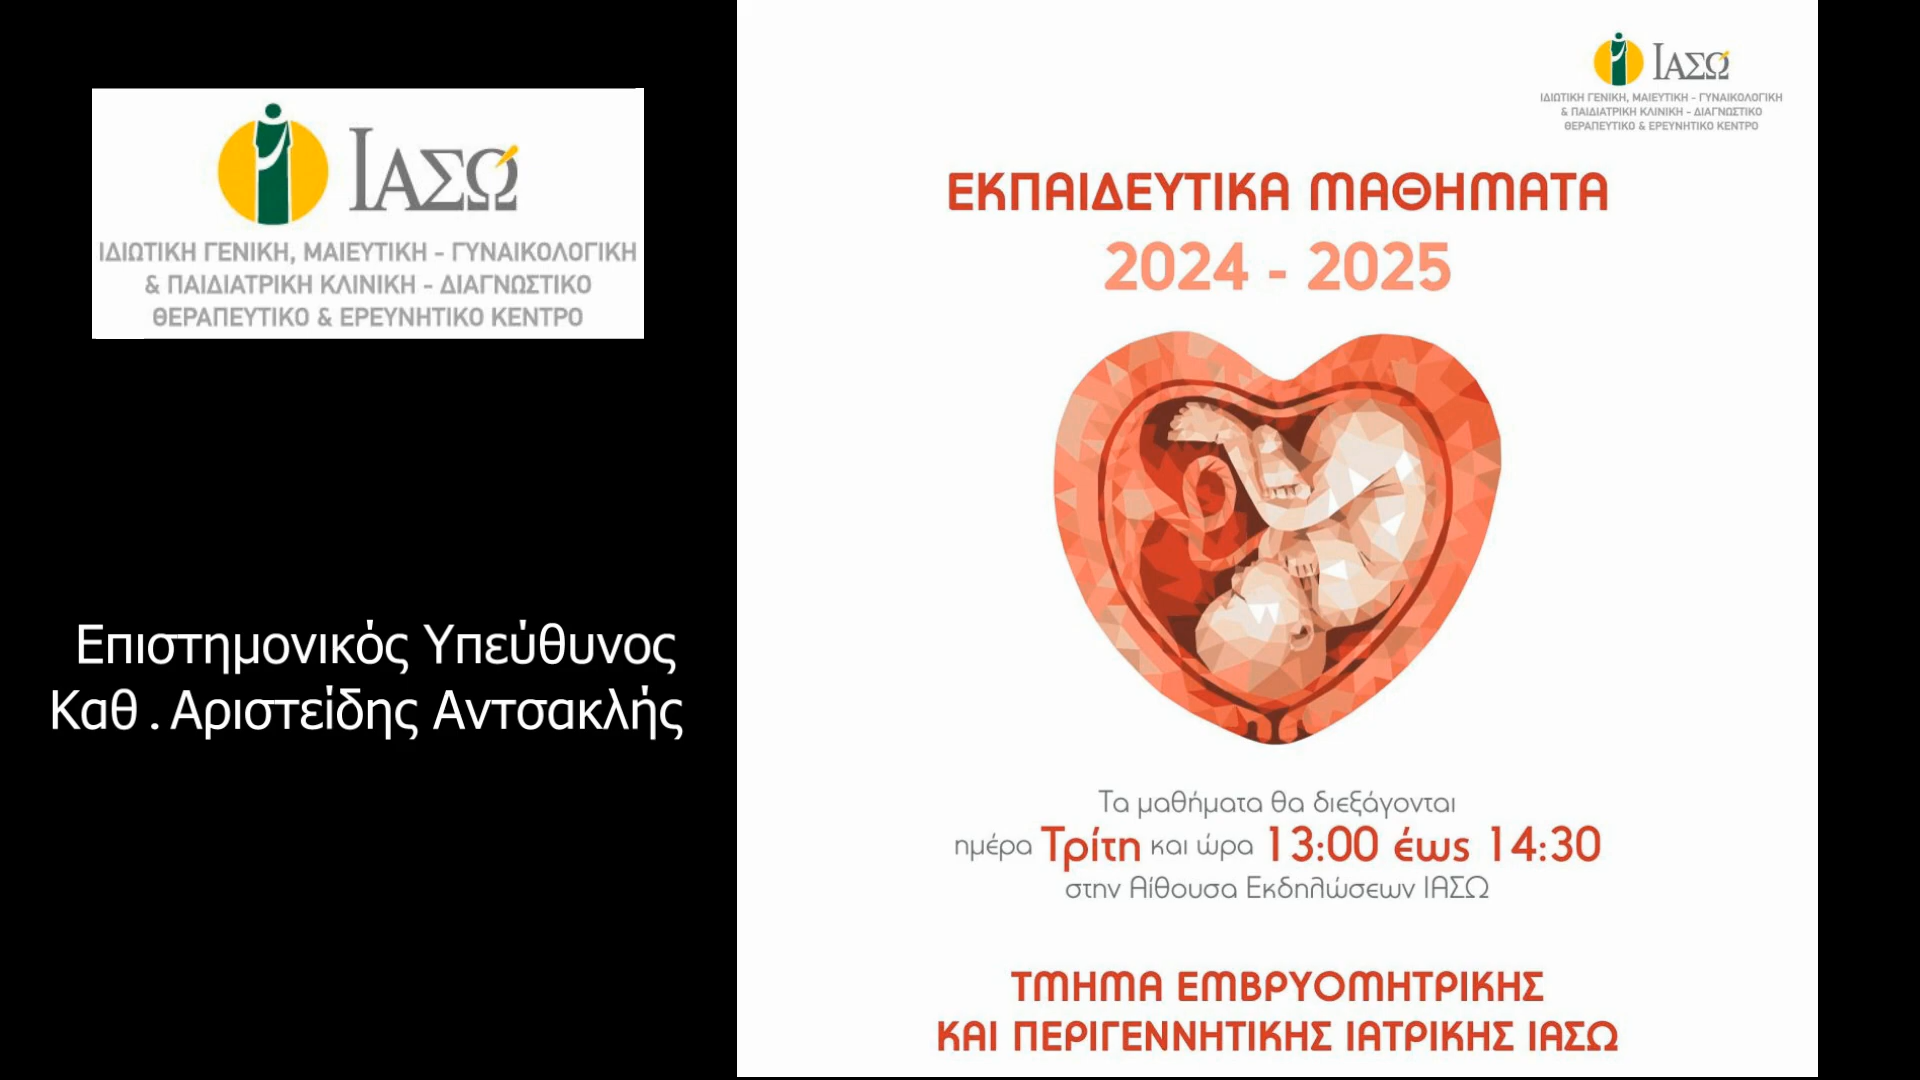 ΙΑΣΩ
ΙΔΙΩΤΙΚΗ ΓΕΝΙΚΗ, ΜΑΙΕΥΤΙΚΗ - ΓΥΝΑΙΚΟΛΟΓΙΚΗ
& ΠΑΙΔΙΑΤΡΙΚΗ ΚΛΙΝΙΚΗ - ΔΙΑΓΝΩΣΤΙΚΟ
ΘΕΡΑΠΕΥΤΙΚΟ & ΕΡΕΥΝΗΤΙΚΟ ΚΕΝΤΡΟ
Επιστημονικός Υπεύθυνος
Καθ . Αριστείδης Αντσακλής
ΙΑΣΩ
ΙΔΙΩΤΙΚΗ ΓΕΝΙΚΗ, ΜΑΙΕΥΤΙΚΗ - ΓΥΝΑΙΚΟΛΟΓΙΚΗ
& ΠΑΙΔΙΑΤΡΙΚΗ ΚΛΙΝΙΚΗ - ΔΙΑΓΝΩΣΤΙΚΟ
ΘΕΡΑΠΕΥΤΙΚΟ & ΕΡΕΥΝΗΤΙΚΟ ΚΕΝΤΡΟ
ΕΚΠΑΙΔΕΥΤΙΚΑ ΜΑΘΗΜΑΤΑ
2024 - 2025
Τα μαθήματα θα διεξάγονται
ημέρα Τρίτη και ώρα 13:00 έως 14:30
στην Αίθουσα Εκδηλώσεων ΙΑΣΩ
ΤΜΗΜΑ ΕΜΒΡΥΟΜΗΤΡΙΚΗΣ
ΚΑΙ ΠΕΡΙΓΕΝΝΗΤΙΚΗΣ ΙΑΤΡΙΚΗΣ ΙΑΣΩ